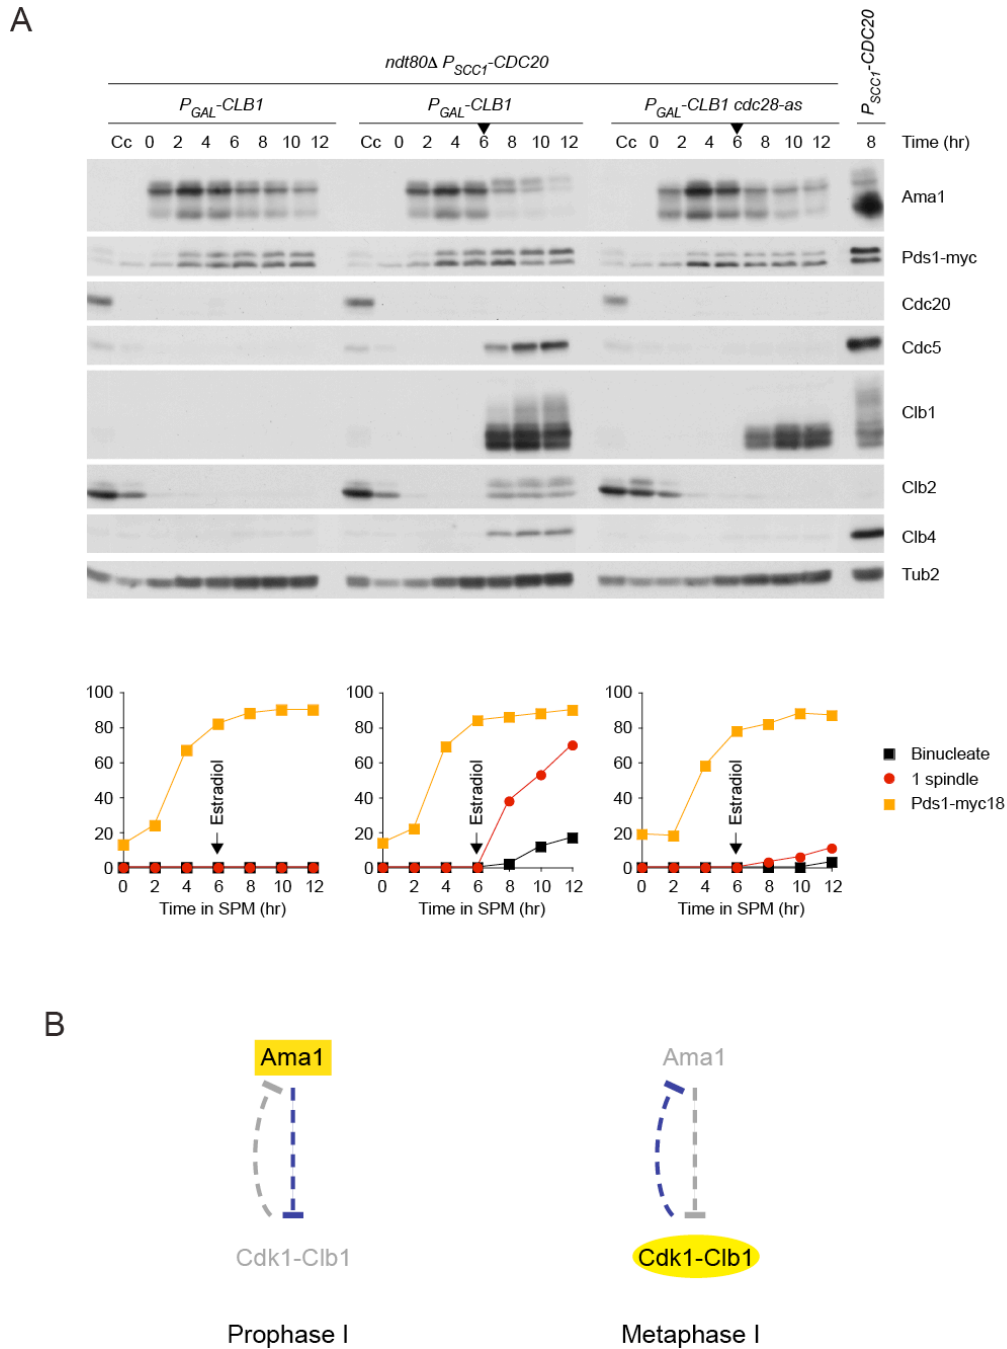 A
ndt80Δ P_SCC1-CDC20
P_SCC1-CDC20
P_GAL-CLB1 P_GAL-CLB1 P_GAL-CLB1 cdc28-as
Cc 0 2 4 6 8 10 12 Cc 0 2 4 6 8 10 12 Cc 0 2 4 6 8 10 12 8 Time (hr)
Ama1
Pds1-myc
Cdc20
Cdc5
Clb1
Clb2
Clb4
Tub2
100 80 60 40 20 0
Estradiol
0 2 4 6 8 10 12
Time in SPM (hr)
100 80 60 40 20 0
Estradiol
0 2 4 6 8 10 12
Time in SPM (hr)
100 80 60 40 20 0
Estradiol
0 2 4 6 8 10 12
Time in SPM (hr)
Binucleate
1 spindle
Pds1-myc18
B
Ama1 Ama1
Cdk1-Clb1 Cdk1-Clb1
Prophase I Metaphase I